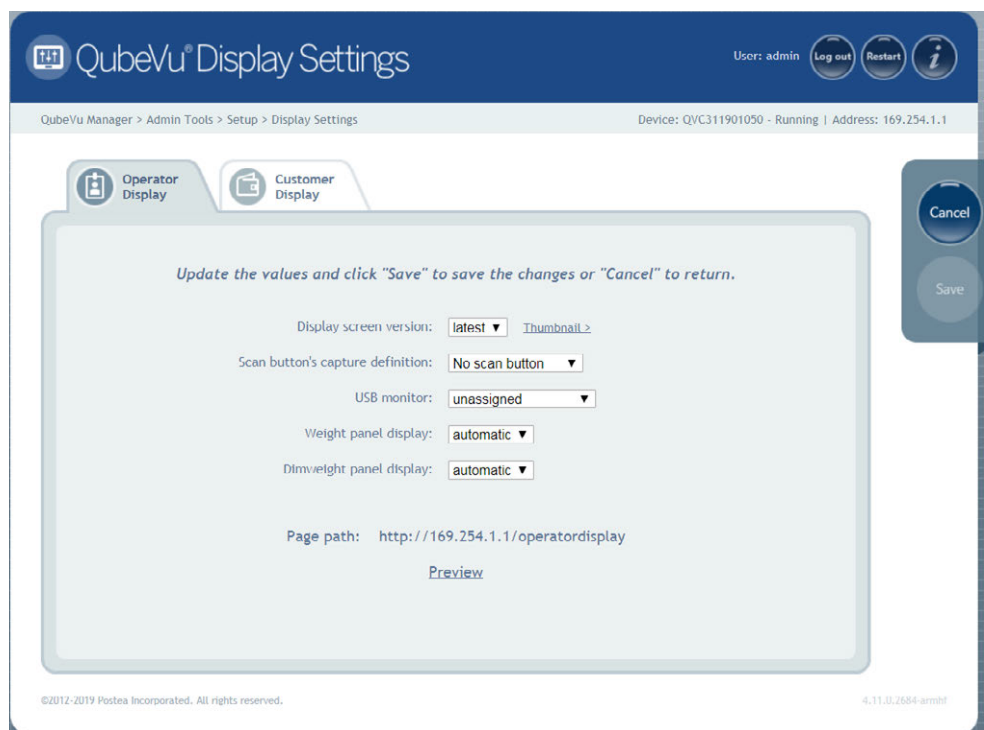 QubeVu® Display Settings
User: admin
Log out
Restart
i
QubeVu Manager > Admin Tools > Setup > Display Settings
Device: QVC311901050 - Running | Address: 169.254.1.1
Operator
Display
Customer
Display
Cancel
Save
Update the values and click "Save" to save the changes or "Cancel" to return.
Display screen version: latest ▼ Thumbnail >
Scan button's capture definition: No scan button ▼
USB monitor: unassigned ▼
Weight panel display: automatic ▼
Dimweight panel display: automatic ▼
Page path: http://169.254.1.1/operatordisplay
Preview
©2012-2019 Postea Incorporated. All rights reserved.
4.11.0.2684-armhf